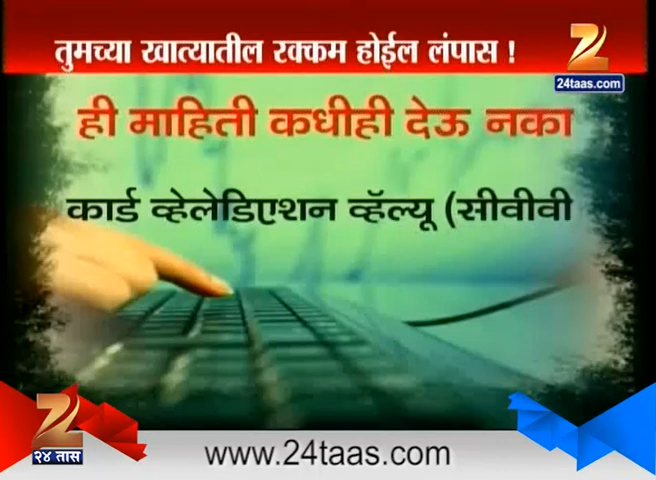 तुमच्या खात्यातील रक्कम होईल लंपास !
24taas.com
ही माहिती कधीही देऊ नका
कार्ड व्हेलेडिएशन व्हॅल्यू (सीवीवी
२४ तास
www.24taas.com